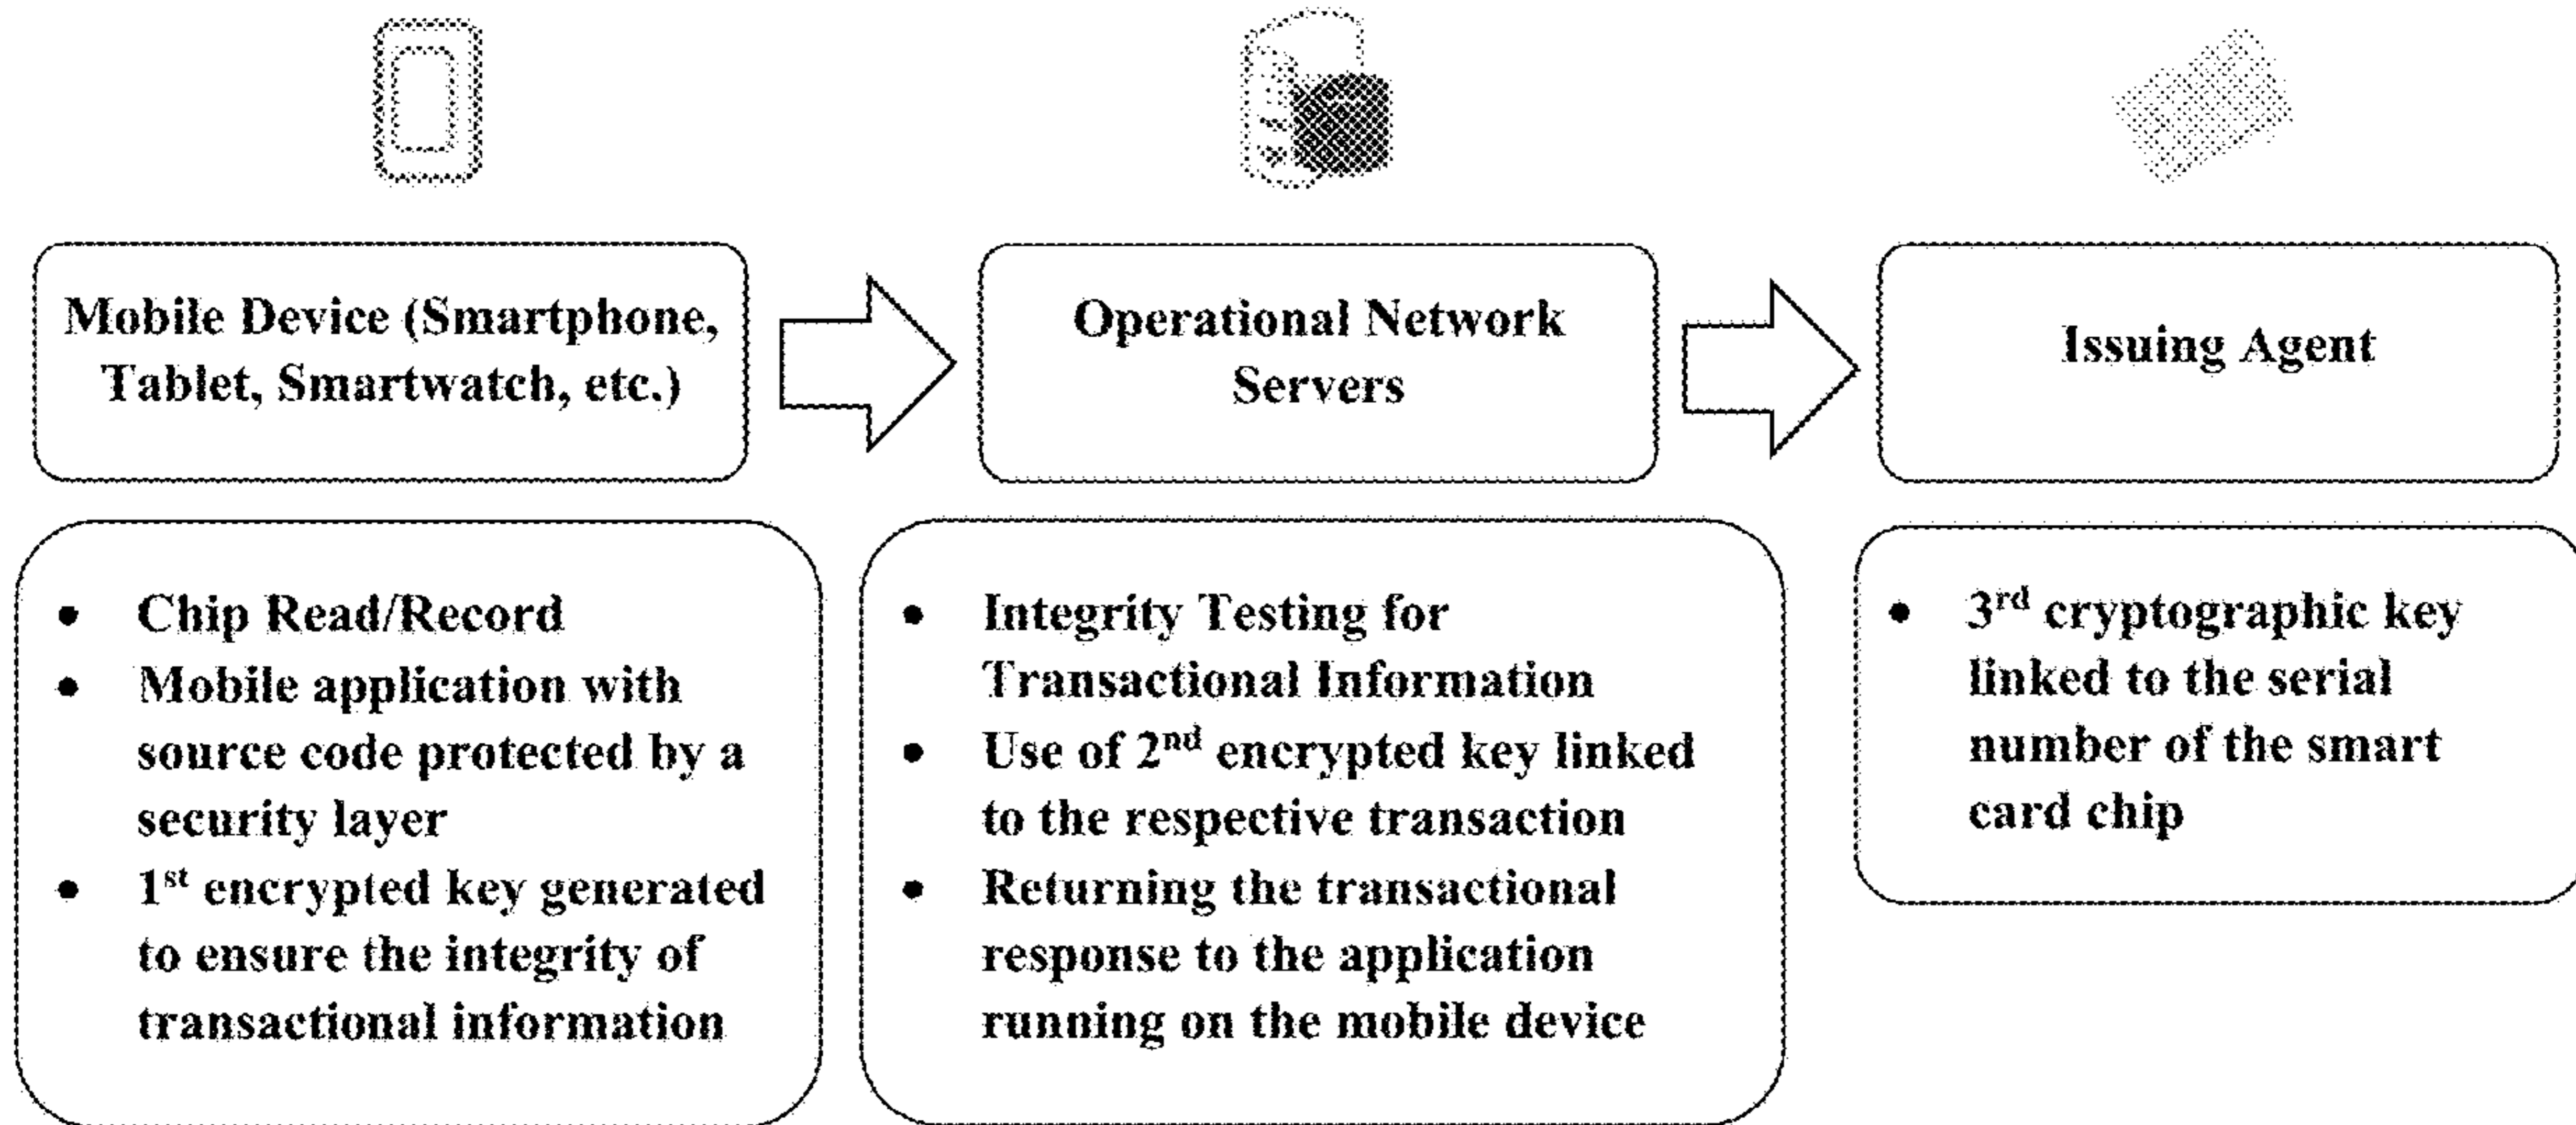 Mobile Device (Smartphone,
Tablet, Smartwatch, etc.)
Operational Network
Servers
Issuing Agent
• Chip Read/Record
• Mobile application with
source code protected by a
security layer
• 1st encrypted key generated
to ensure the integrity of
transactional information
• Integrity Testing for
Transactional Information
• Use of 2nd encrypted key linked
to the respective transaction
• Returning the transactional
response to the application
running on the mobile device
• 3rd cryptographic key
linked to the serial
number of the smart
card chip